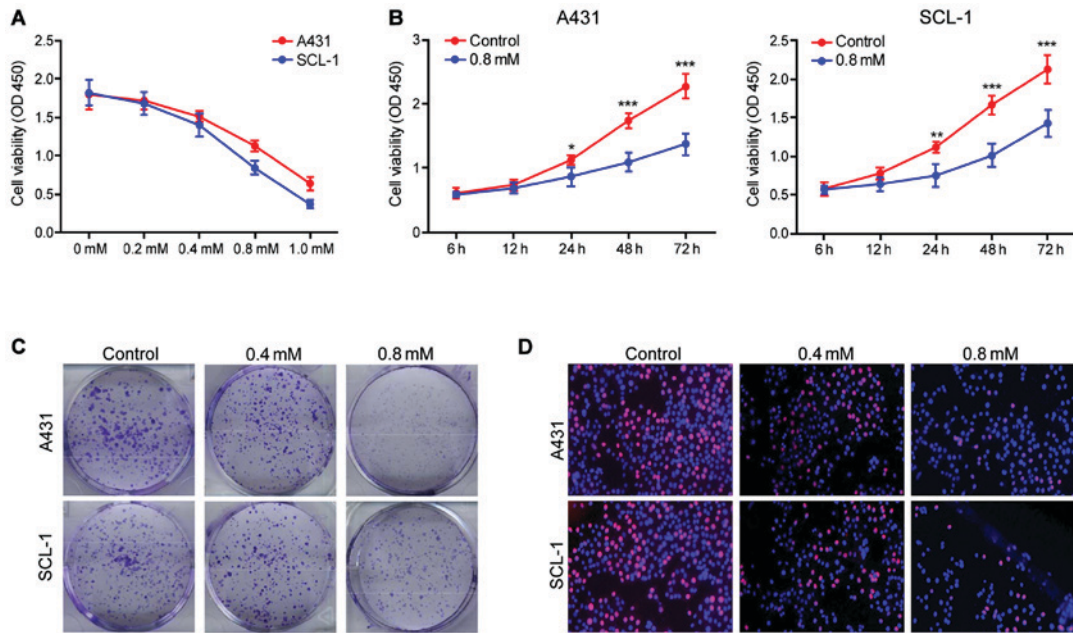 A
Cell viability (OD 450)
2.5
2.0
1.5
1.0
0.5
0.0
0 mM 0.2 mM 0.4 mM 0.8 mM 1.0 mM
A431
SCL-1
B
A431
Cell viability (OD 450)
3
2
1
0
6 h 12 h 24 h 48 h 72 h
Control
0.8 mM
*
***
***
SCL-1
Cell viability (OD 450)
2.5
2.0
1.5
1.0
0.5
0.0
6 h 12 h 24 h 48 h 72 h
Control
0.8 mM
**
***
***
C
Control 0.4 mM 0.8 mM
A431
SCL-1
D
Control 0.4 mM 0.8 mM
A431
SCL-1